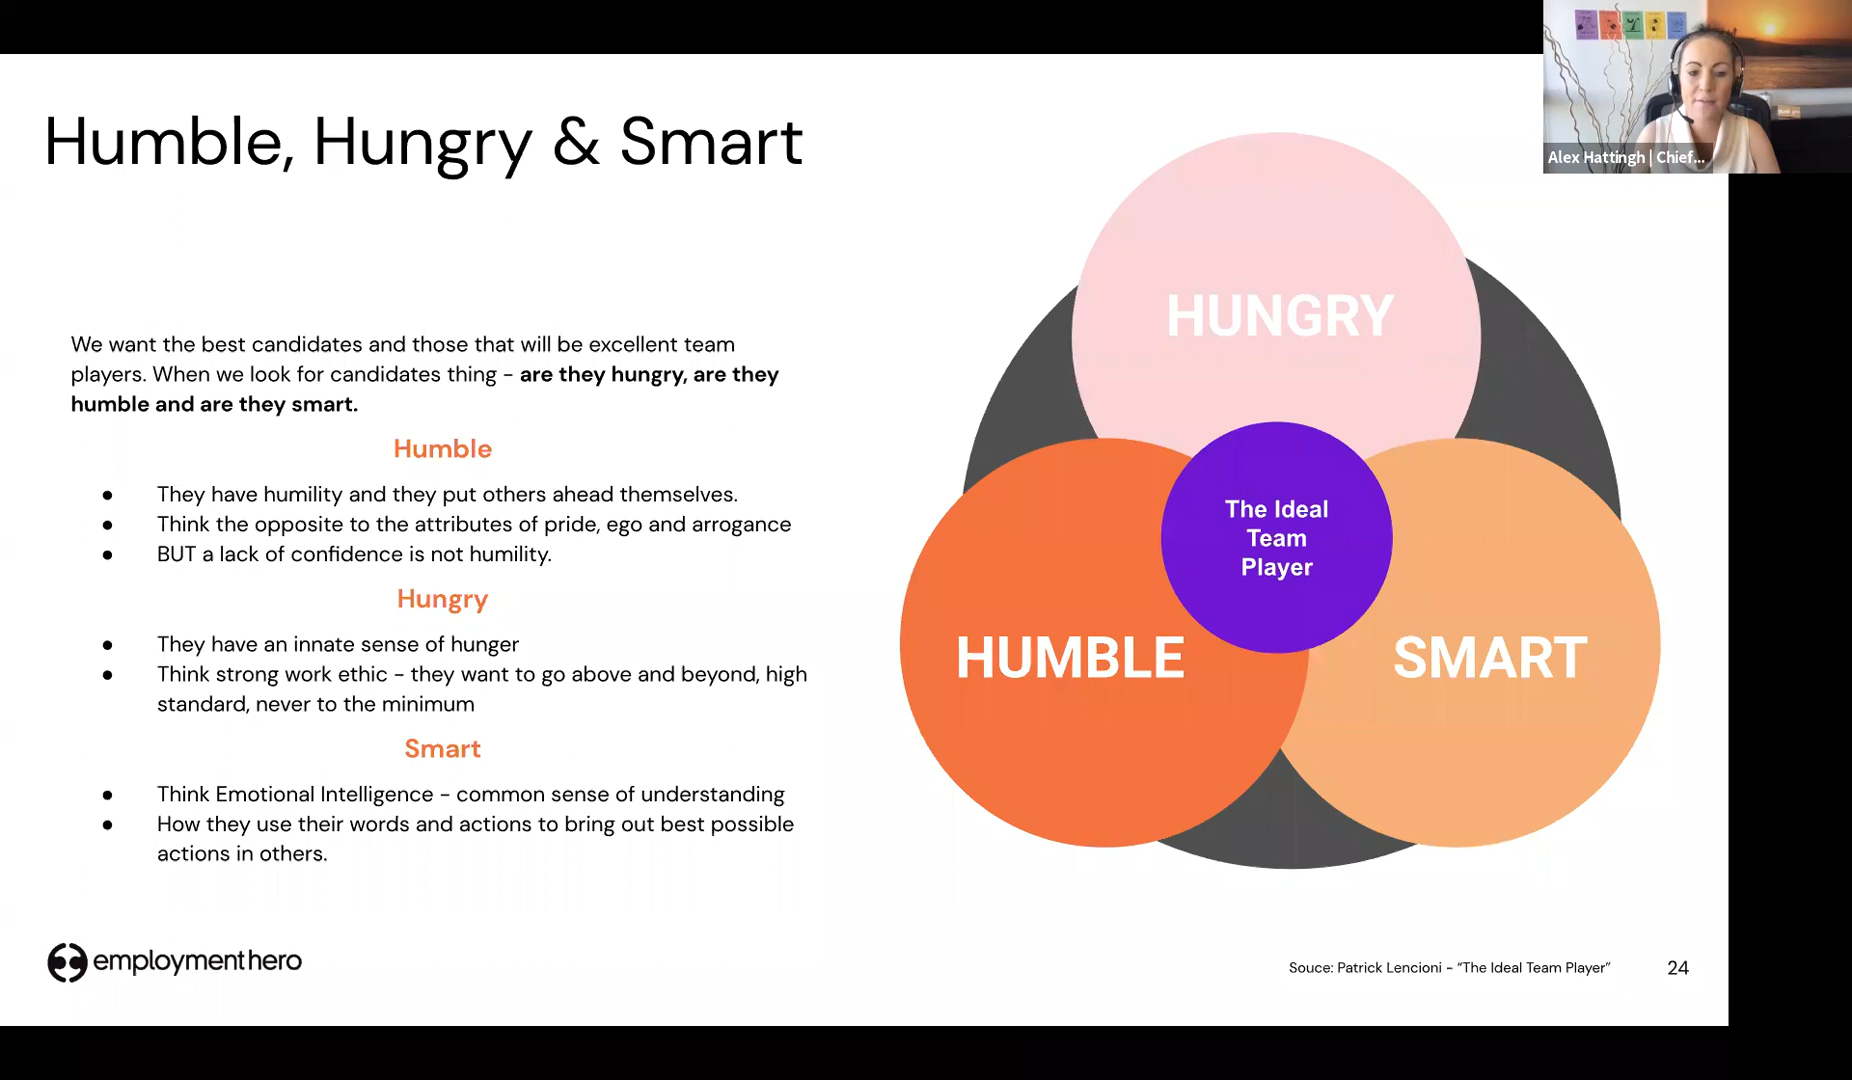 Alex Hattingh | Chief...
Humble, Hungry & Smart
We want the best candidates and those that will be excellent team
players. When we look for candidates thing - are they hungry, are they
humble and are they smart.
Humble
● They have humility and they put others ahead themselves.
● Think the opposite to the attributes of pride, ego and arrogance
● BUT a lack of confidence is not humility.
Hungry
● They have an innate sense of hunger
● Think strong work ethic - they want to go above and beyond, high
standard, never to the minimum
Smart
● Think Emotional Intelligence - common sense of understanding
● How they use their words and actions to bring out best possible
actions in others.
HUNGRY
The Ideal
Team
Player
HUMBLE
SMART
employmenthero
Souce: Patrick Lencioni - “The Ideal Team Player”
24